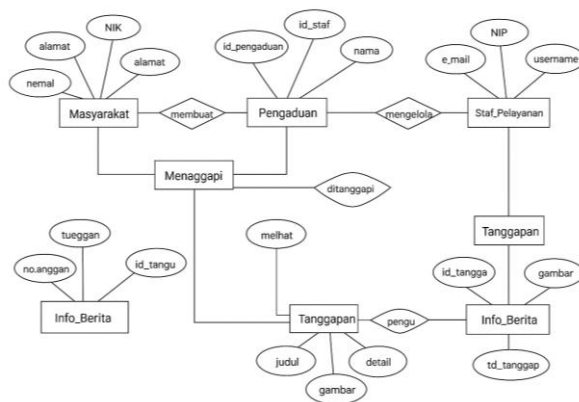 NIK
alamat
alamat
nemal
Masyarakat
membuat
id_staf
id_pengaduan
nama
Pengaduan
mengelola
NIP
e_mail
username
Staf_Pelayanan
Menaggapi
ditanggapi
Tanggapan
tueggan
no.anggan
id_tangu
Info_Berita
melhat
Tanggapan
judul
detail
gambar
pengu
id_tangga
gambar
Info_Berita
td_tanggap